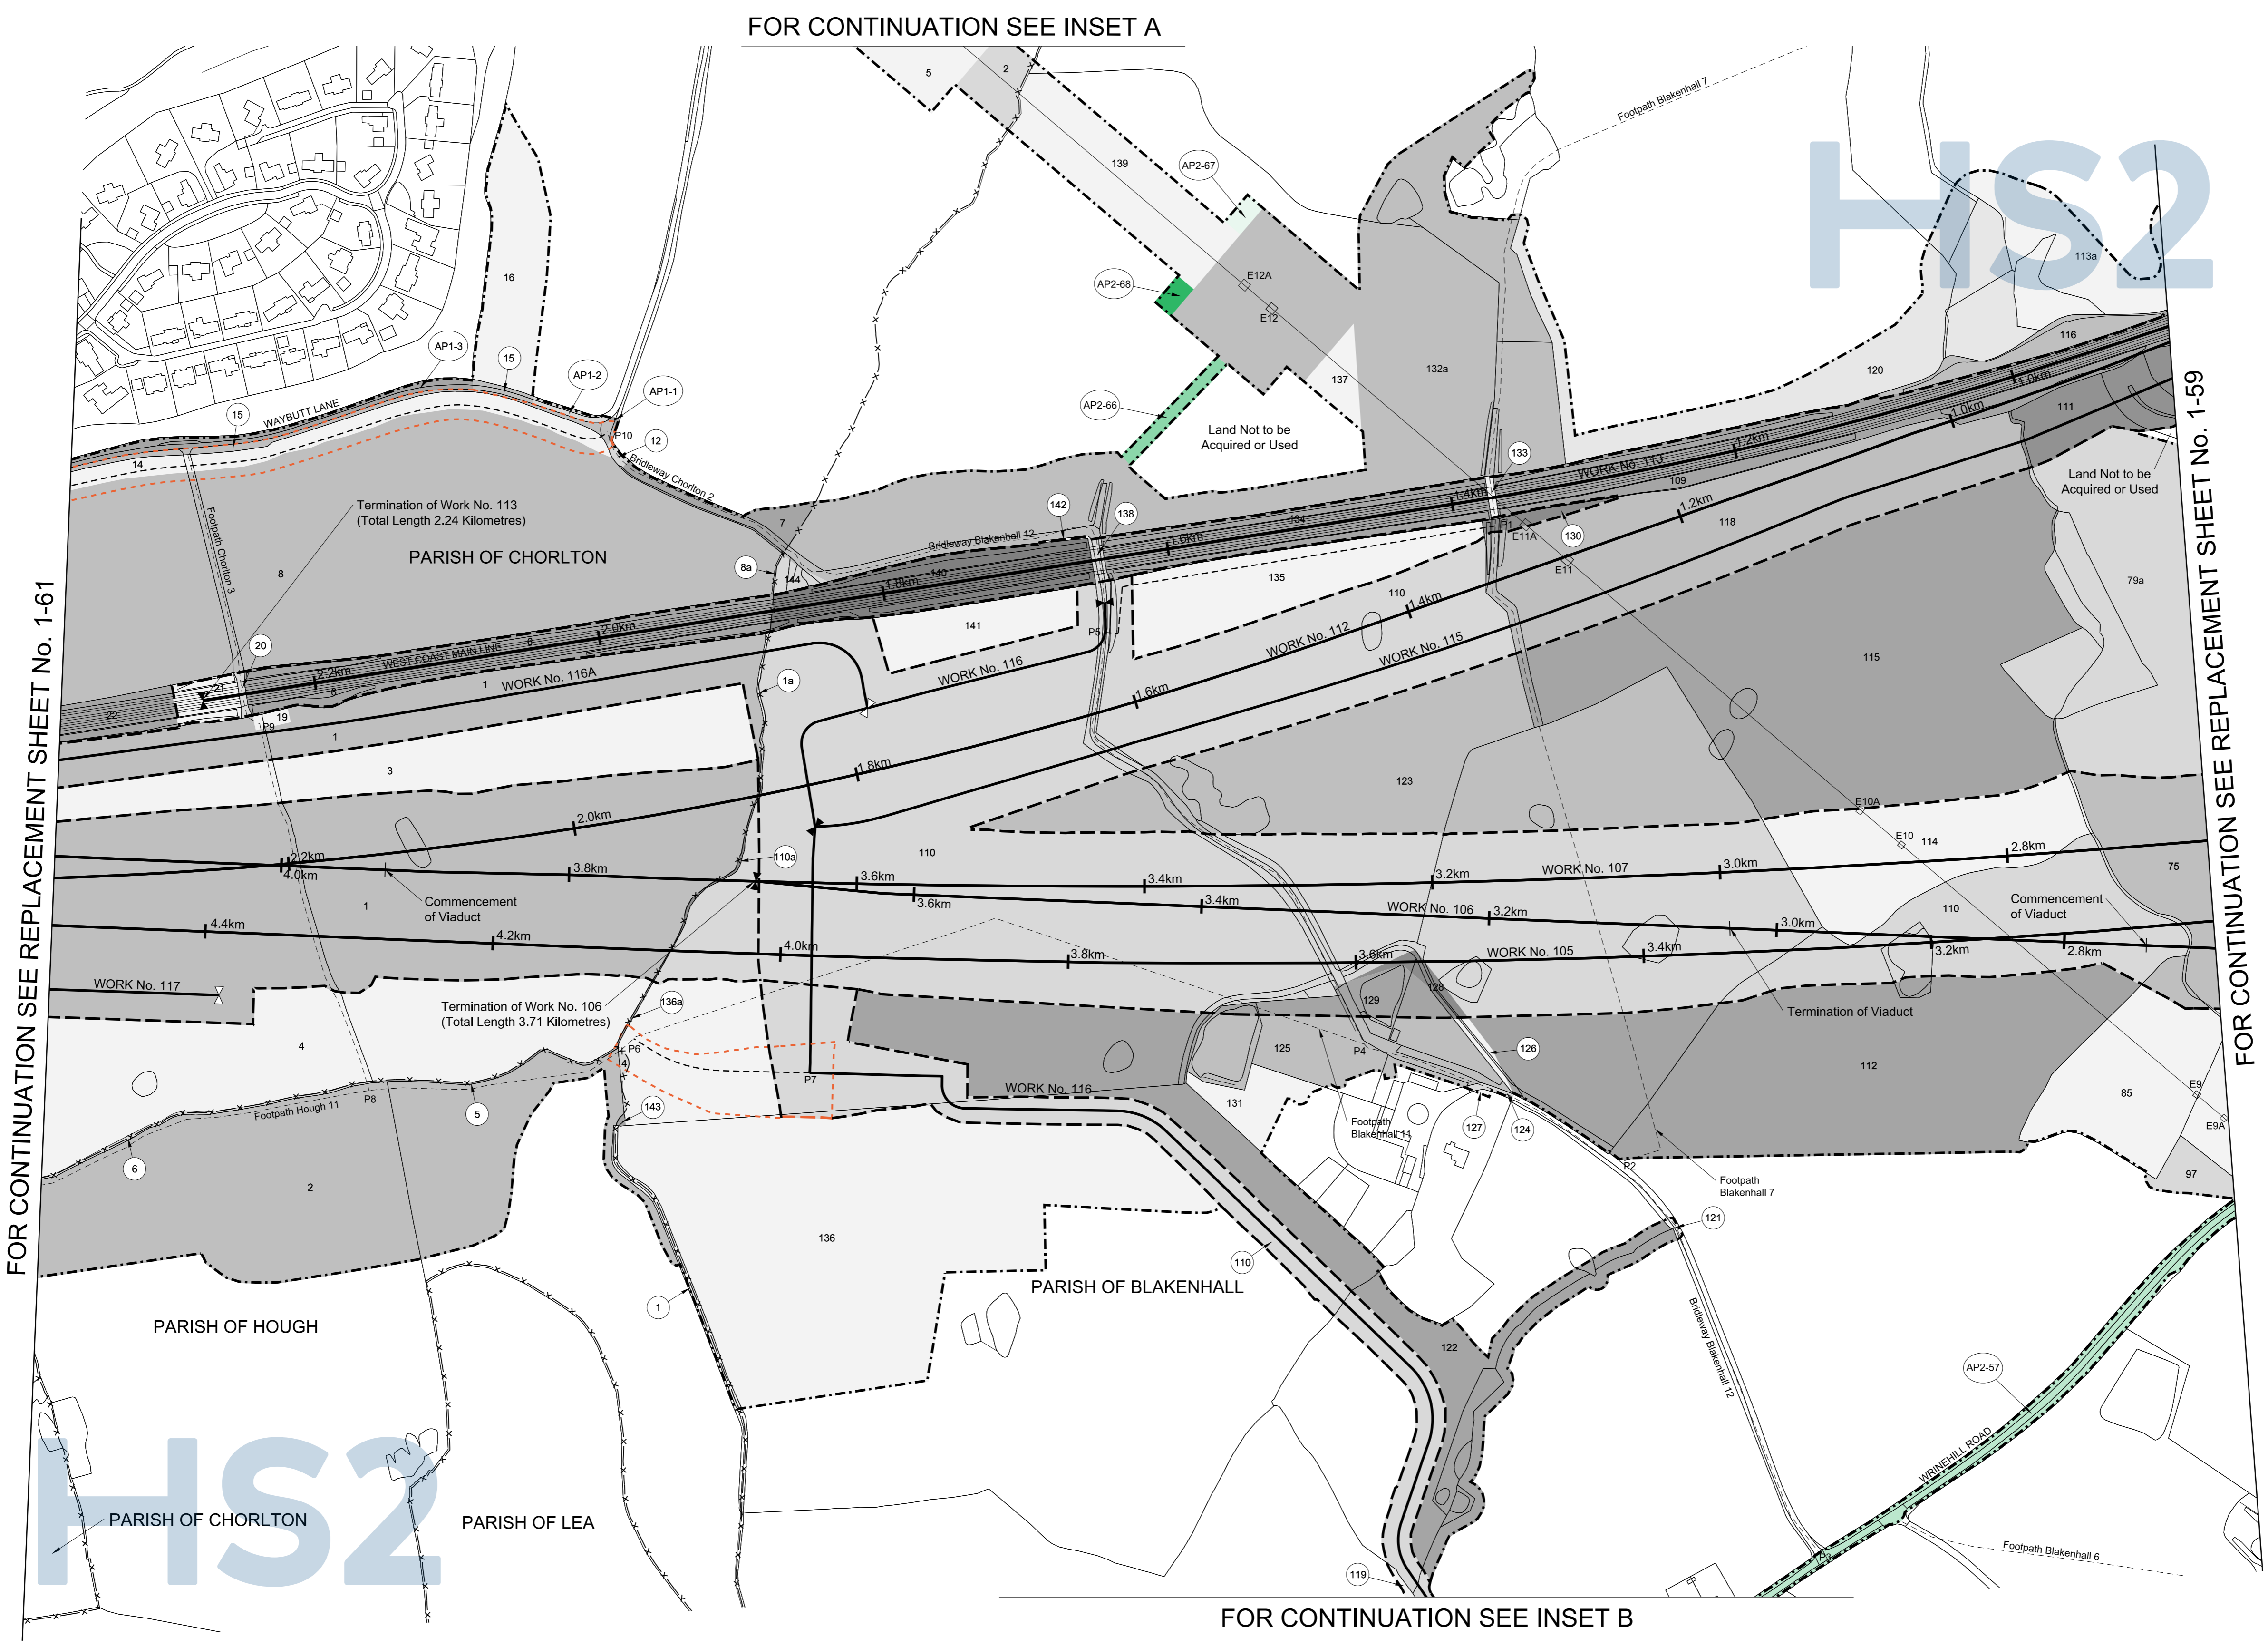 FOR CONTINUATION SEE INSET A
5
2
Footpath Blakenhall 7
HS2
139
AP2-67
113a
16
E12A
AP2-68
E12
116
AP1-3
15
AP1-2
AP1-1
137
132a
120
1.0km
AP2-66
1.0km
111
15
WAYBUTT LANE
P10
12
Land Not to be
Acquired or Used
1.2km
133
WORK No. 113
14
Bridleway Chorlton 2
109
Land Not to be
Acquired or Used
1.4km
1.2km
Termination of Work No. 113
(Total Length 2.24 Kilometres)
Footpath Chorlton 3
7
142
138
134
P1
118
E11A
130
PARISH OF CHORLTON
Bridleway Blakenhall 12
1.6km
8
8a
144
140
1.8km
135
E11
110
1.4km
79a
141
P5
2.0km
6
20
WEST COAST MAIN LINE
WORK No. 112
WORK No. 115
115
2.2km
21
6
1
WORK No. 116A
1a
WORK No. 116
1.6km
22
19
P9
1
3
1.8km
123
E10A
2.0km
E10
114
110
110a
2.8km
2.2km
4.0km
3.8km
3.6km
3.4km
3.2km
WORK No. 107
3.0km
75
1
Commencement
of Viaduct
3.6km
3.4km
WORK No. 106
3.2km
110
Commencement
of Viaduct
4.4km
4.2km
4.0km
3.8km
3.6km
WORK No. 105
3.4km
3.0km
3.2km
2.8km
WORK No. 117
Termination of Work No. 106
(Total Length 3.71 Kilometres)
136a
129
128
Termination of Viaduct
4
P6
4
125
P4
126
112
P7
WORK No. 116
P8
Footpath Hough 11
5
143
131
Footpath
Blakenhall 11
127
124
85
E9
E9A
6
P2
97
2
Footpath
Blakenhall 7
136
121
110
PARISH OF BLAKENHALL
1
PARISH OF HOUGH
Bridleway Blakenhall 12
122
AP2-57
WRINEHILL ROAD
HS2
PARISH OF CHORLTON
PARISH OF LEA
P3
Footpath Blakenhall 6
119
FOR CONTINUATION SEE INSET B
FOR CONTINUATION SEE REPLACEMENT SHEET No. 1-61
FOR CONTINUATION SEE REPLACEMENT SHEET No. 1-59